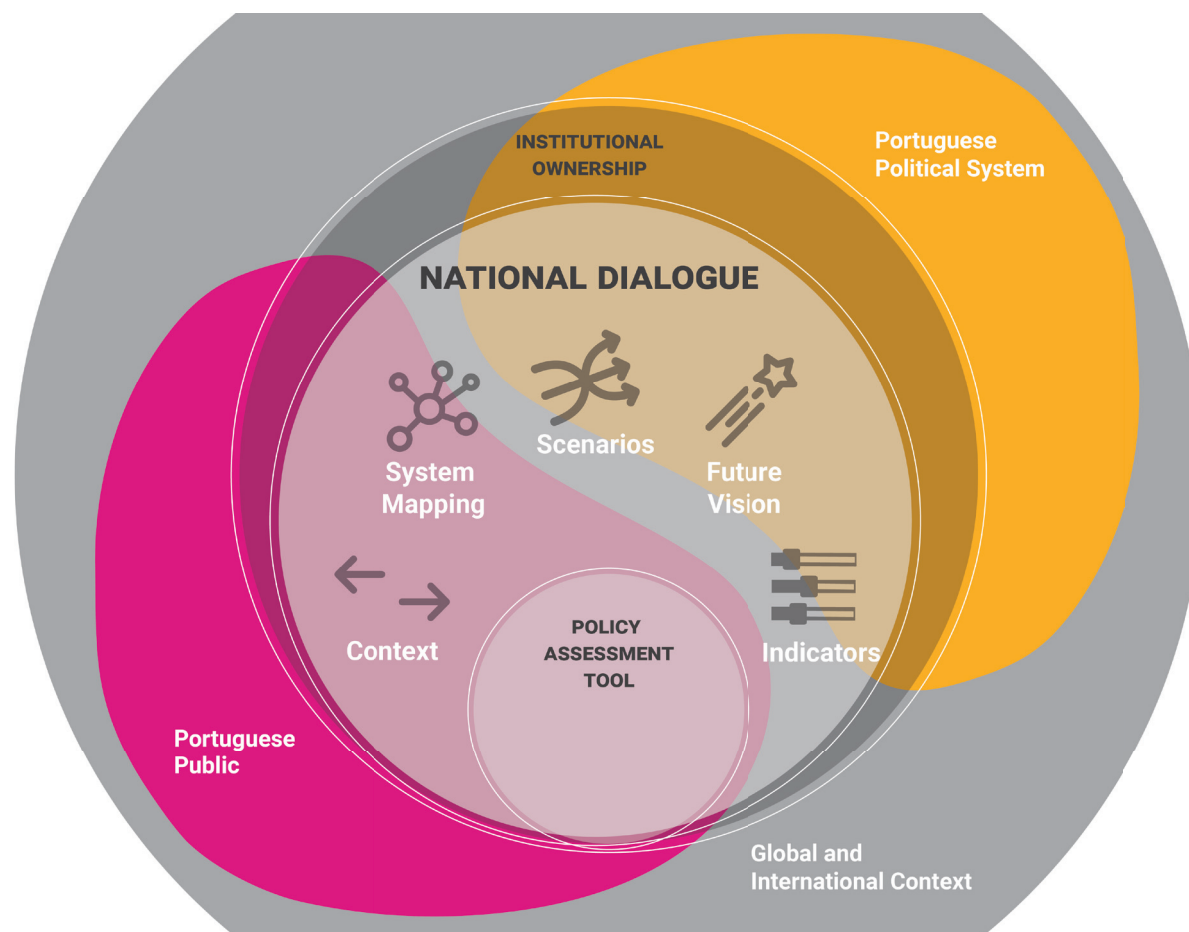 INSTITUTIONAL
OWNERSHIP
Portuguese
Political System
NATIONAL DIALOGUE
Scenarios
System
Mapping
Future
Vision
Context
POLICY
ASSESSMENT
TOOL
Indicators
Portuguese
Public
Global and
International Context